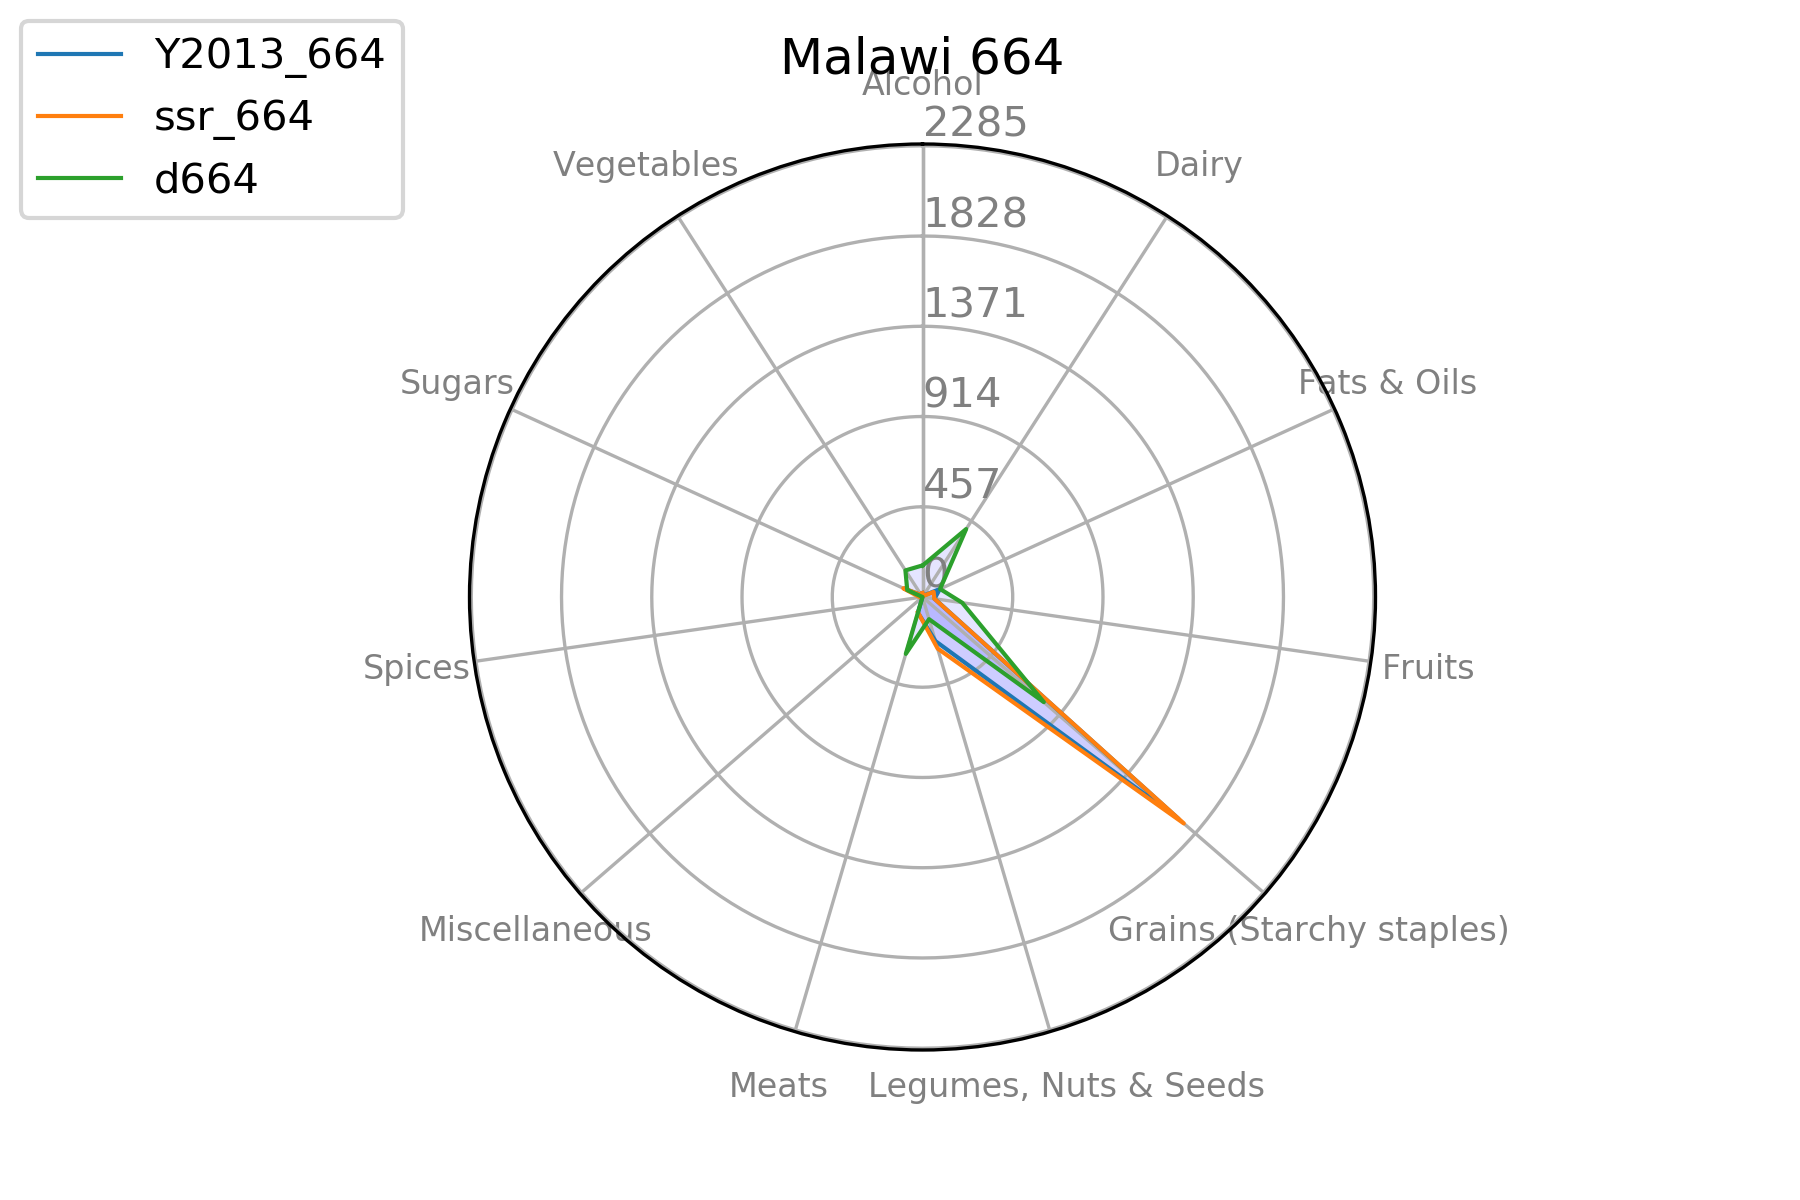 Y2013_664
ssr_664
d664
Malawi 664
Alcohol
Dairy
Fats & Oils
Fruits
Grains (Starchy staples)
Legumes, Nuts & Seeds
Meats
Miscellaneous
Spices
Sugars
Vegetables
2285
1828
1371
914
457
0